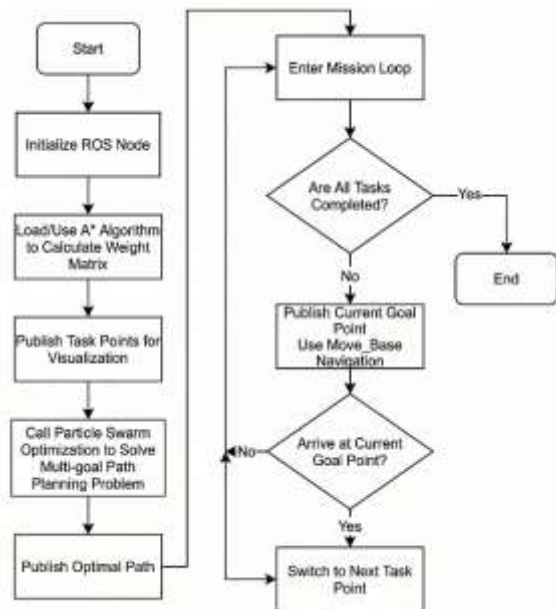 Start
Initialize ROS Node
Load/Use A* Algorithm
to Calculate Weight
Matrix
Publish Task Points for
Visualization
Call Particle Swarm
Optimization to Solve
Multi-goal Path
Planning Problem
Publish Optimal Path
Enter Mission Loop
Are All Tasks
Completed?
Yes
End
No
Publish Current Goal
Point
Use Move_Base
Navigation
Arrive at Current
Goal Point?
No
Yes
Switch to Next Task
Point